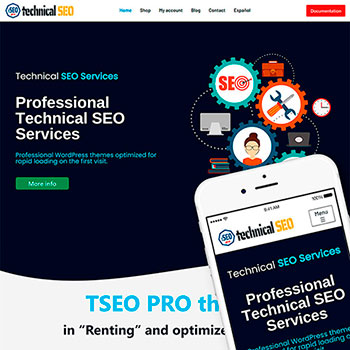 SEO technical SEO
Home Shop My account Blog Contact Español
Documentation
Technical SEO Services
Professional
Technical SEO
Services
Professional WordPress themes optimized for
rapid loading on the first visit.
More info
SEO
TSEO PRO th
in “Renting” and optimize
9:41 AM
100%
SEO technical SEO
Menu
Technical SEO Services
Professional
Technical SEO
Services
Professional WordPress themes
optimized for rapid loading on the